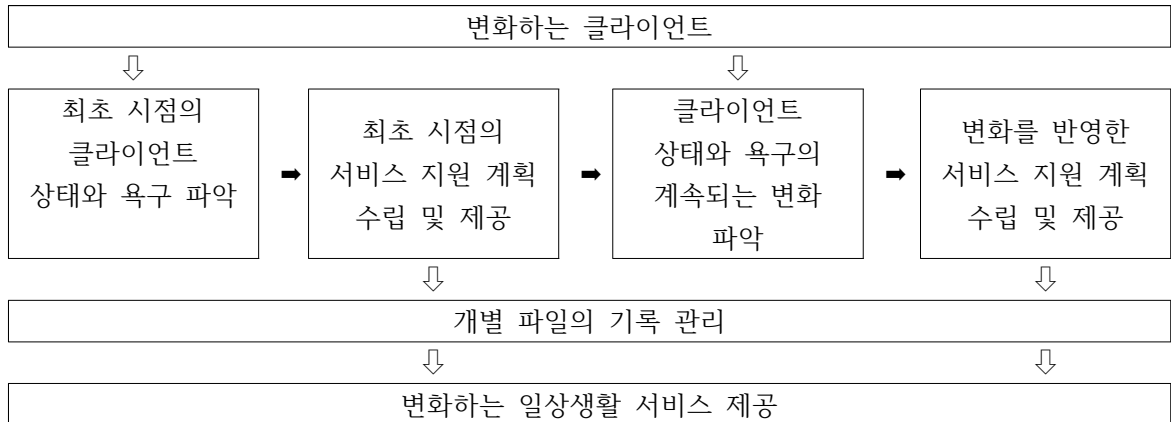 변화하는 클라이언트
최초 시점의
클라이언트
상태와 욕구 파악
최초 시점의
서비스 지원 계획
수립 및 제공
클라이언트
상태와 욕구의
계속되는 변화
파악
변화를 반영한
서비스 지원 계획
수립 및 제공
개별 파일의 기록 관리
변화하는 일상생활 서비스 제공